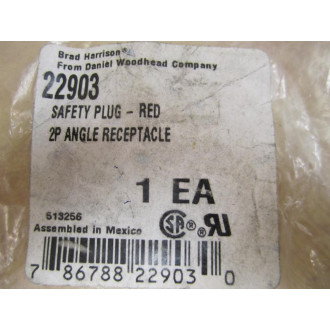 Brad Harrison®
From Daniel Woodhead Company
22903
SAFETY PLUG - RED
2P ANGLE RECEPTACLE
1 EA
513256
Assembled in Mexico
SA ® ®
7 86788 22903 0